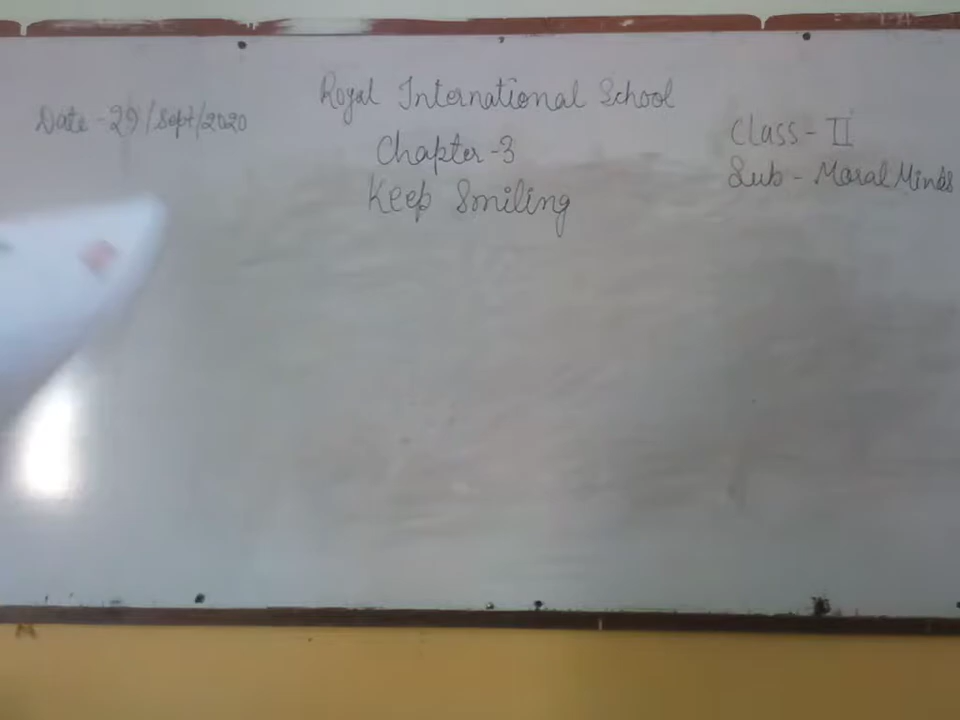 Royal International School
Date - 29/Sept/2020
Class - II
Chapter - 3
Sub - Moral Minds
Keep Smiling